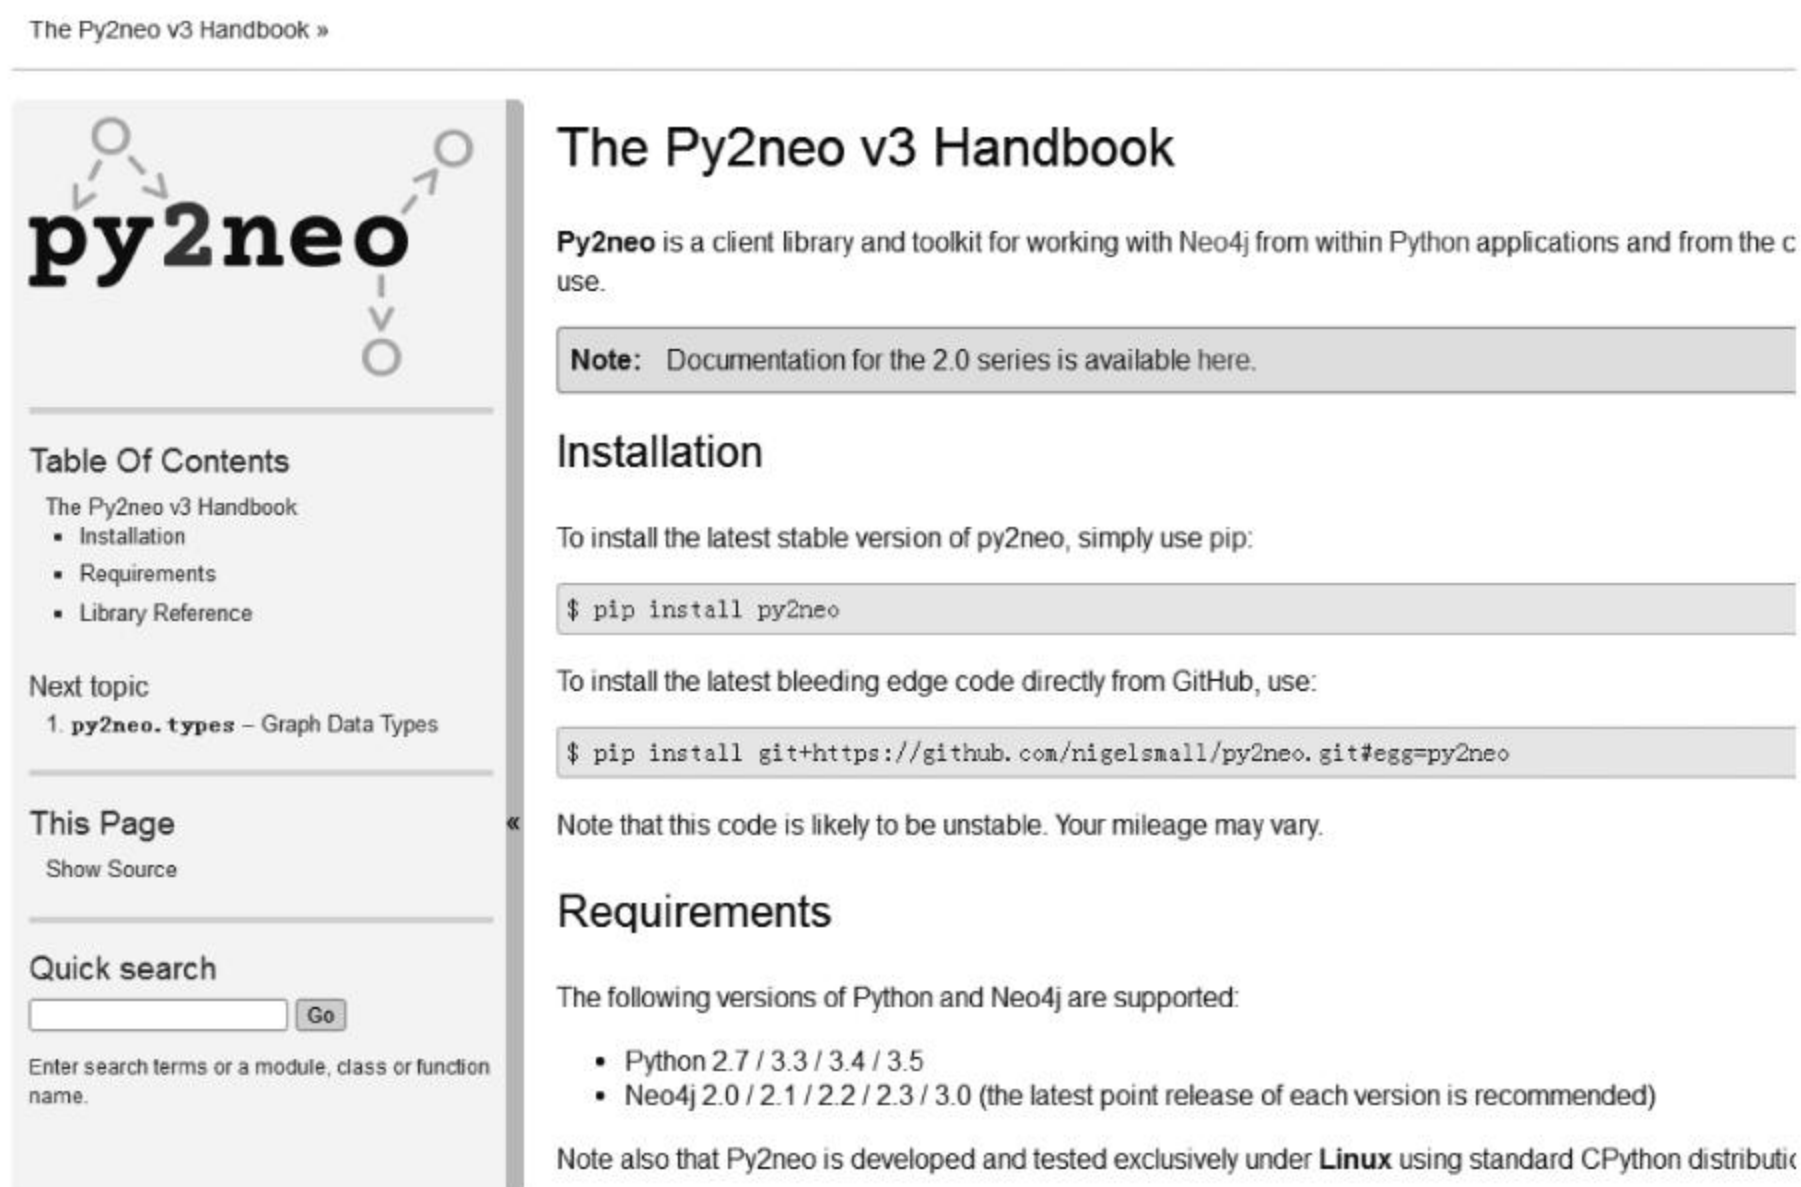 The Py2neo v3 Handbook »
py2neo
Table Of Contents
The Py2neo v3 Handbook
▪ Installation
▪ Requirements
▪ Library Reference
Next topic
1. py2neo.types – Graph Data Types
This Page
Show Source
Quick search
Go
Enter search terms or a module, class or function
name.
«
The Py2neo v3 Handbook
Py2neo is a client library and toolkit for working with Neo4j from within Python applications and from the c
use.
Note: Documentation for the 2.0 series is available here.
Installation
To install the latest stable version of py2neo, simply use pip:
$ pip install py2neo
To install the latest bleeding edge code directly from GitHub, use:
$ pip install git+https://github.com/nigelsmall/py2neo.git#egg=py2neo
Note that this code is likely to be unstable. Your mileage may vary.
Requirements
The following versions of Python and Neo4j are supported:
• Python 2.7 / 3.3 / 3.4 / 3.5
• Neo4j 2.0 / 2.1 / 2.2 / 2.3 / 3.0 (the latest point release of each version is recommended)
Note also that Py2neo is developed and tested exclusively under Linux using standard CPython distributi